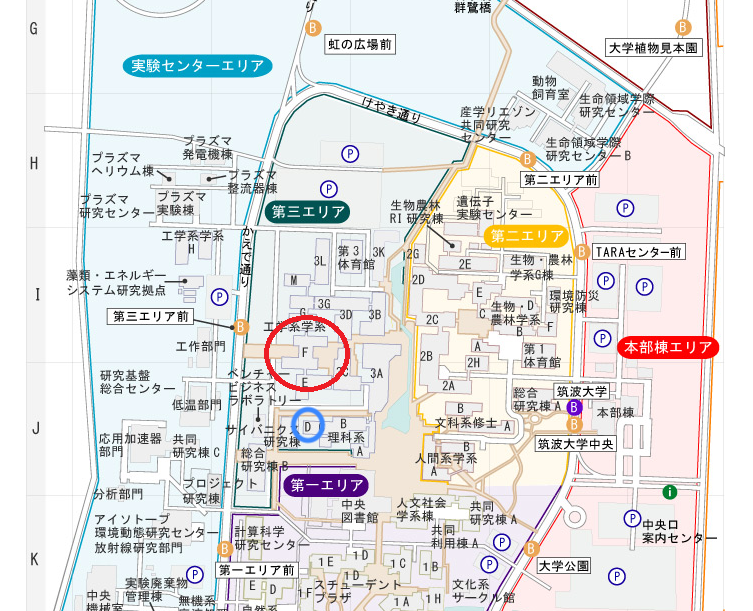 G
り
群鷺橋
B
虹の広場前
B
大学植物見本園
実験センターエリア
動物
飼育室
けやき通り
産学リエゾン
共同研究
センター
生命領域学際
研究センター
H
プラズマ
発電機棟
プラズマ
ヘリウム棟
P
生命領域学際
研究センターB
B
プラズマ
整流器棟
P
第二エリア前
プラズマ
研究センター
プラズマ
実験棟
第三エリア
生物農林
RI研究棟
遺伝子
実験センター
P
工学系学系
H
かえで通り
第二エリア
3L
第3
体育館
3K
2G
B
TARAセンター前
2E
生物・農林
学系G棟
藻類・エネルギー
システム研究拠点
M
2D
P
P
I
P
3G
E
環境防災
研究棟
第三エリア前
G
3D
3B
2C
C
生物・D
農林学系
B
工学系学系
B
F
P
工作部門
F
2B
A
第1
体育館
本部棟エリア
2H
ベンチャー
ビジネス
ラボラトリー
E
2C
3A
研究基盤
総合センター
2A
筑波大学
低温部門
総合
研究棟A
B
本部棟
J
サイバニクス
研究棟
D
C
B
理科系
B
文科系修士
A
B
筑波大学中央
応用加速器
部門
共同
研究棟C
総合
研究棟B
A
B
人間系学系
A
プロジェクト
研究棟
第一エリア
分析部門
i
アイソトープ
環境動態研究センター
放射線研究部門
中央
図書館
人文社会
学系棟
共同
研究棟A
P
中央口
案内センター
計算科学
研究センター
共同
利用棟A
P
K
B
第一エリア前
1E
1D
1D
1C
1B
P
B
大学公園
P
実験廃棄物
管理棟
P
E
D
1F
スチューデント
プラザ
文化系
サークル館
P
中央
機械室
無機系
自然系
1A
1H